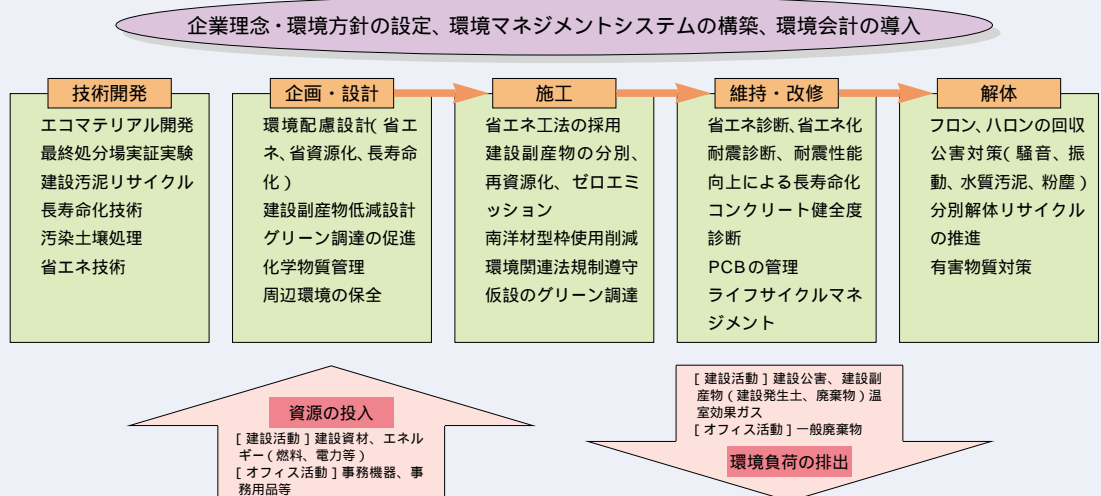 企業理念・環境方針の設定、環境マネジメントシステムの構築、環境会計の導入
技術開発
エコマテリアル開発
最終処分場実証実験
建設汚泥リサイクル
長寿命化技術
汚染土壌処理
省エネ技術
企画・設計
環境配慮設計(省エ
ネ、省資源化、長寿命
化)
建設副産物低減設計
グリーン調達の促進
化学物質管理
周辺環境の保全
施工
省エネ工法の採用
建設副産物の分別、
再資源化、ゼロエミ
ッション
南洋材型枠使用削減
環境関連法規制遵守
仮設のグリーン調達
維持・改修
省エネ診断、省エネ化
耐震診断、耐震性能
向上による長寿命化
コンクリート健全度
診断
PCBの管理
ライフサイクルマネ
ジメント
解体
フロン、ハロンの回収
公害対策(騒音、振
動、水質汚泥、粉塵)
分別解体リサイクル
の推進
有害物質対策
資源の投入
[建設活動]建設資材、エネル
ギー(燃料、電力等)
[オフィス活動]事務機器、事
務用品等
[建設活動]建設公害、建設副
産物(建設発生土、廃棄物)温
室効果ガス
[オフィス活動]一般廃棄物
環境負荷の排出